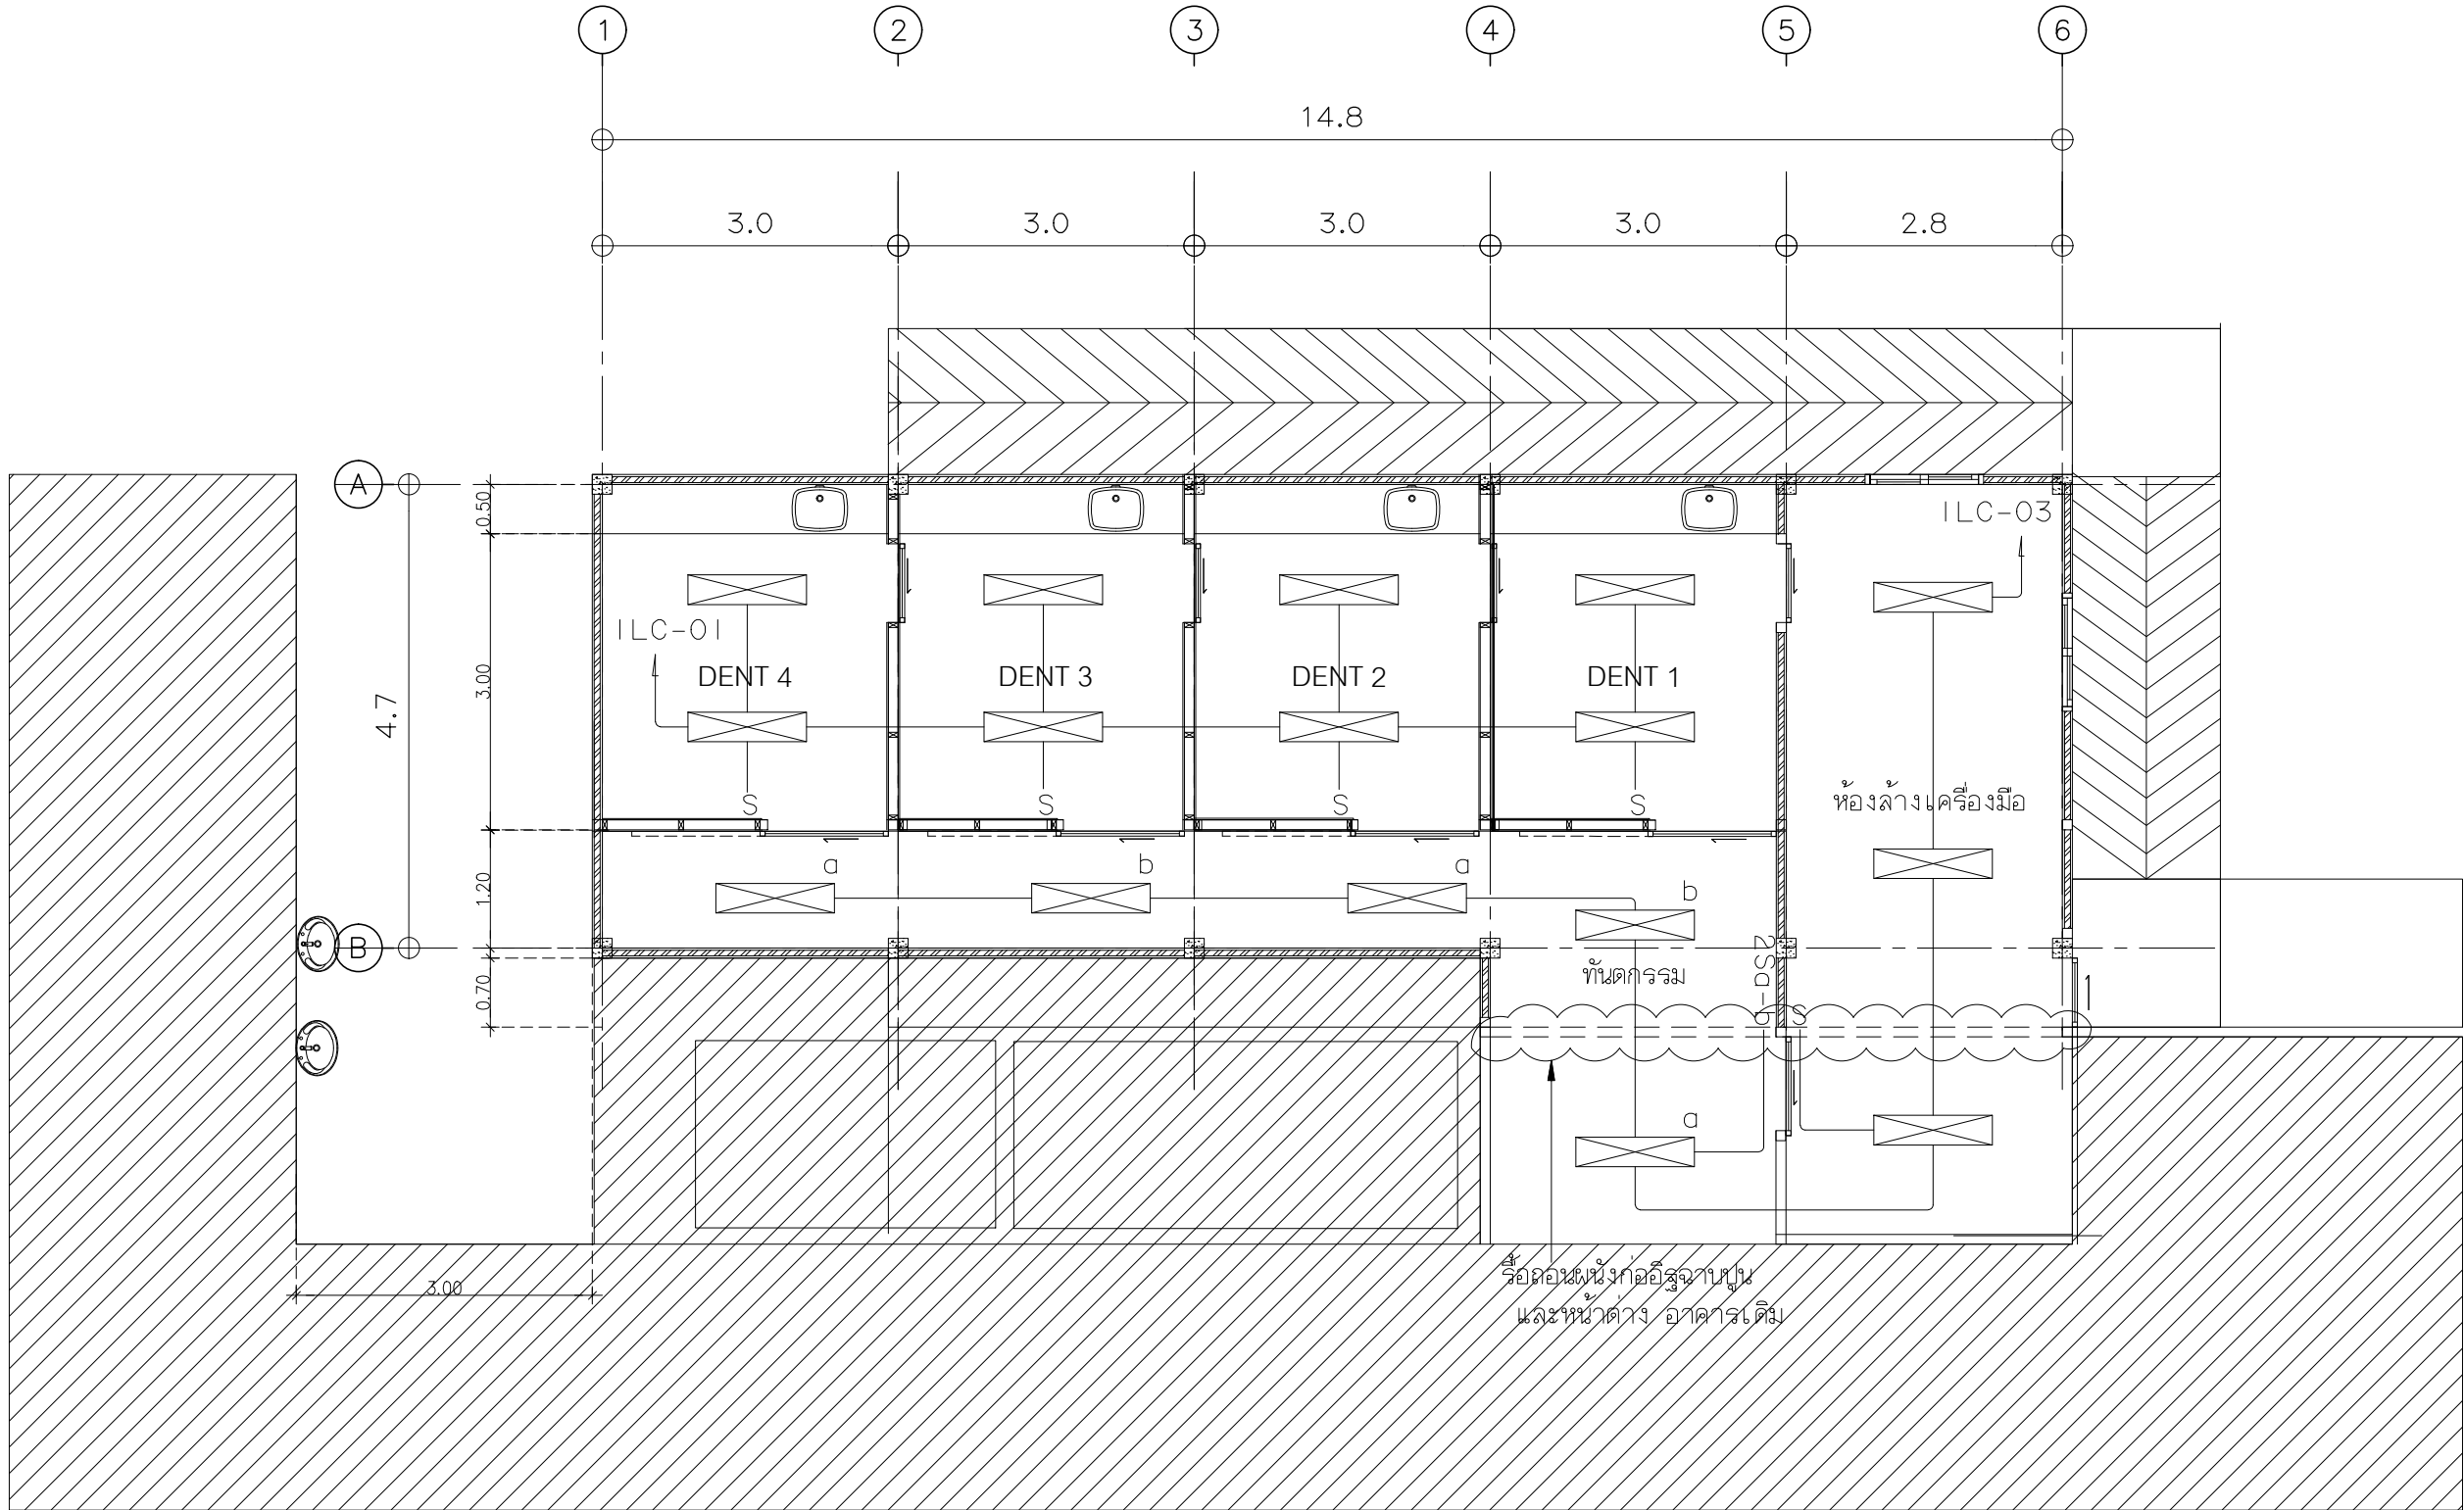 1 2 3 4 5 6
14.8
3.0 3.0 3.0 3.0 2.8
A
0.50
ILC-03
ILC-01
3.00
4.7
DENT 4 DENT 3 DENT 2 DENT 1
ห้องล้างเครื่องมือ
S S S S
a b a b
1.20
B
2Sa-b
ทันตกรรม
0.70
S
a
รื้อถอนผนังก่ออิฐฉาบปูน
3.00
และหน้าต่าง อาคารเดิม